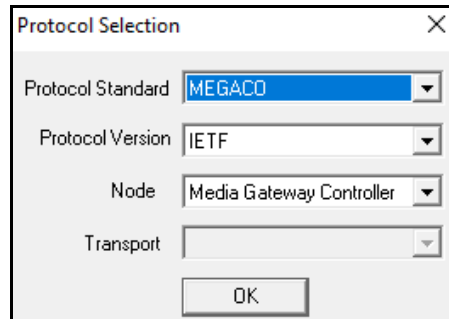 Protocol Selection
Protocol Standard MEGACO
Protocol Version IETF
Node Media Gateway Controller
Transport
OK